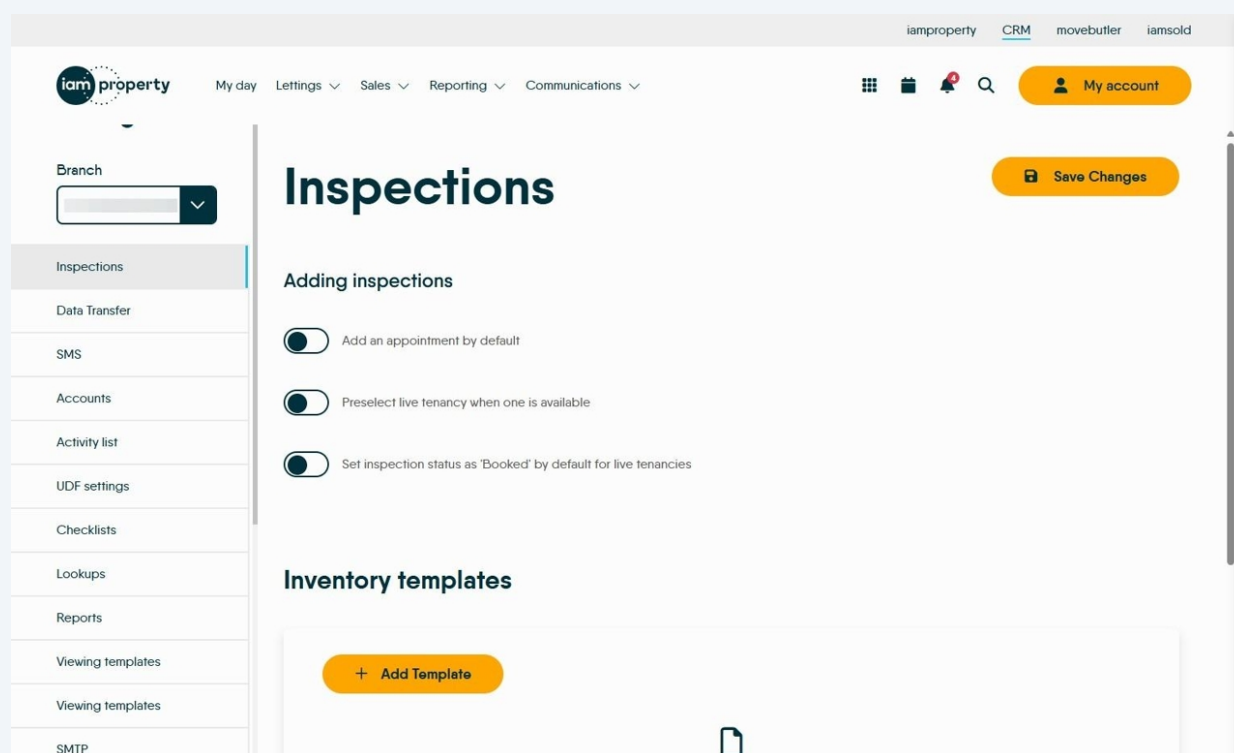 iamproperty CRM movebutler iamsold
iam property My day Lettings Sales Reporting Communications 4 My account
Branch
Inspections
Data Transfer
SMS
Accounts
Activity list
UDF settings
Checklists
Lookups
Reports
Viewing templates
Viewing templates
SMTP
Inspections
Save Changes
Adding inspections
Add an appointment by default
Preselect live tenancy when one is available
Set inspection status as 'Booked' by default for live tenancies
Inventory templates
+ Add Template